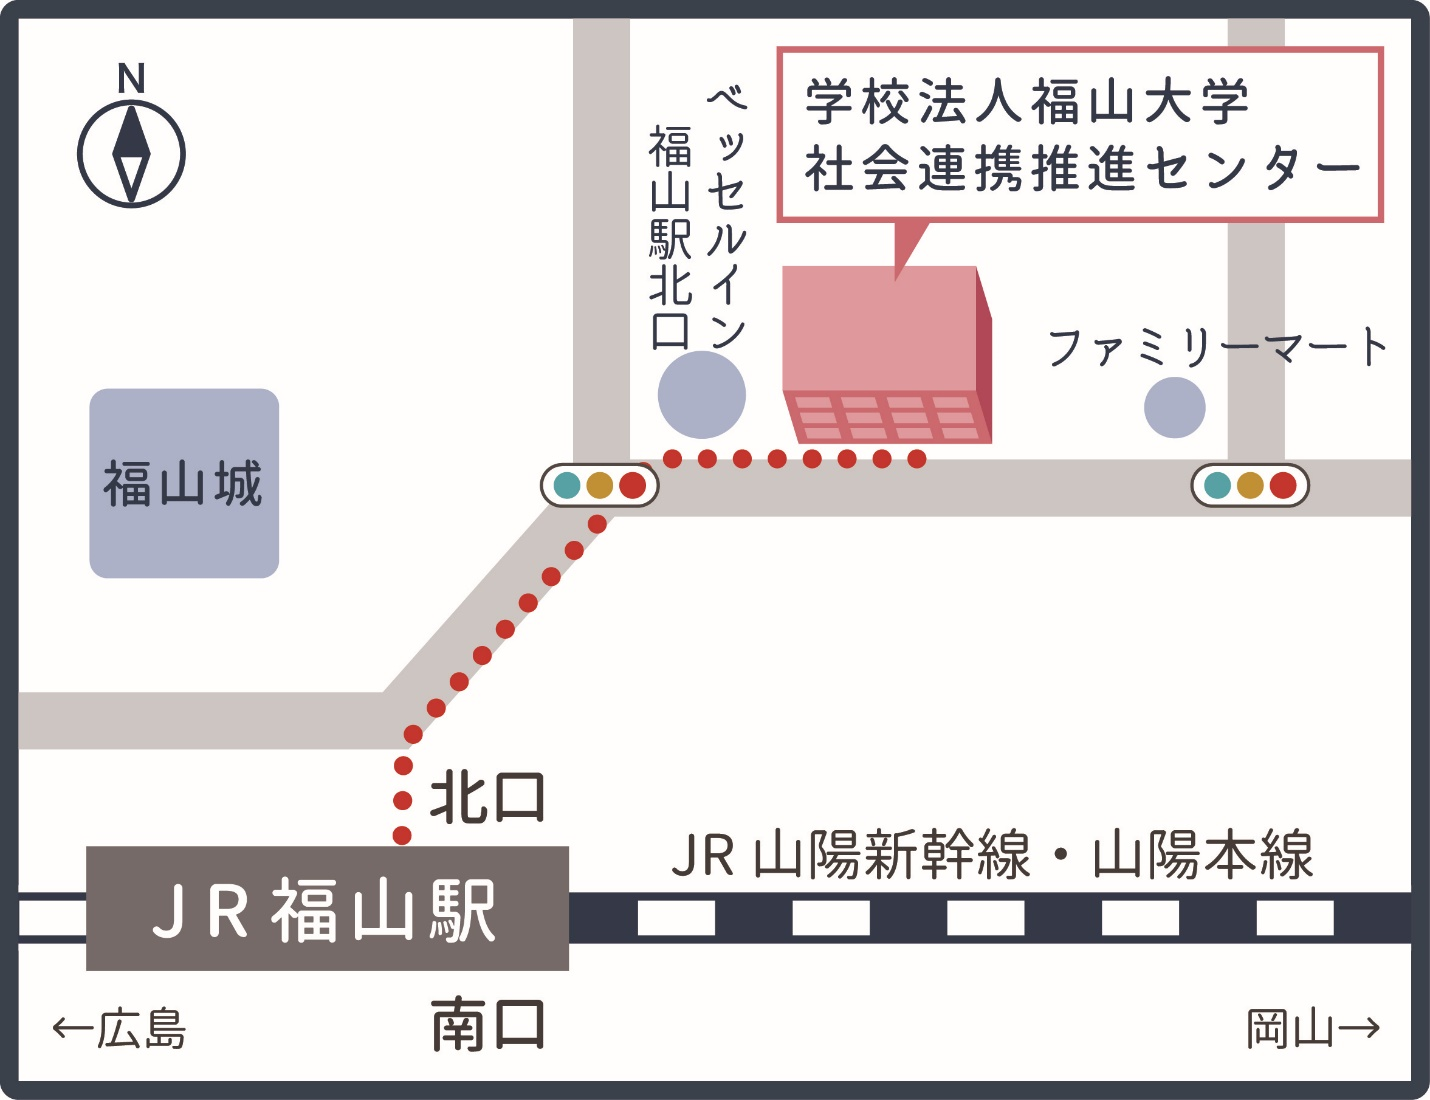 N
学校法人福山大学
社会連携推進センター
ベッセルイン
福山駅北口
ファミリーマート
福山城
北口
JR 山陽新幹線・山陽本線
JR福山駅
南口
←広島
岡山→